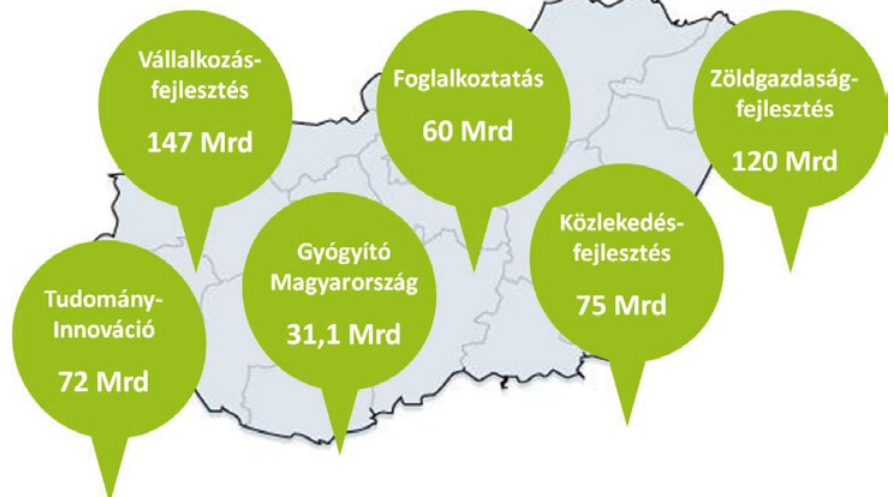 Vállalkozás-
fejlesztés
147 Mrd
Foglalkoztatás
60 Mrd
Zöldgazdaság-
fejlesztés
120 Mrd
Tudomány-
Innováció
72 Mrd
Gyógyító
Magyarország
31,1 Mrd
Közlekedés-
fejlesztés
75 Mrd